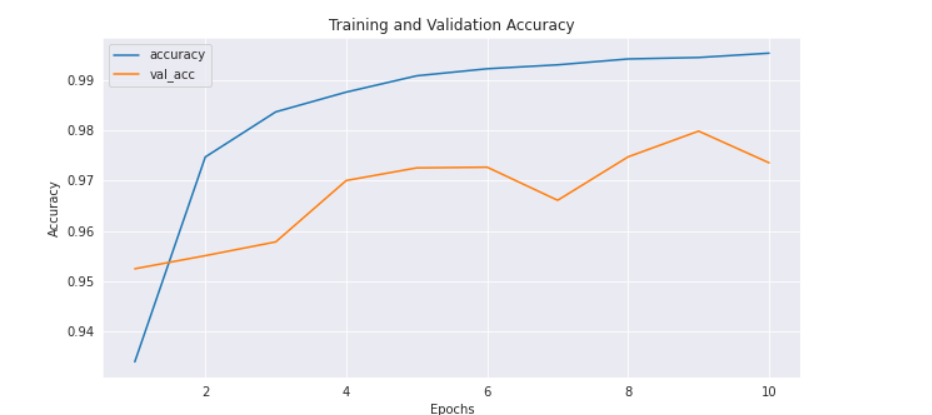 Training and Validation Accuracy
accuracy
val_acc
0.99
0.98
0.97
0.96
0.95
0.94
Accuracy
2 4 6 8 10
Epochs